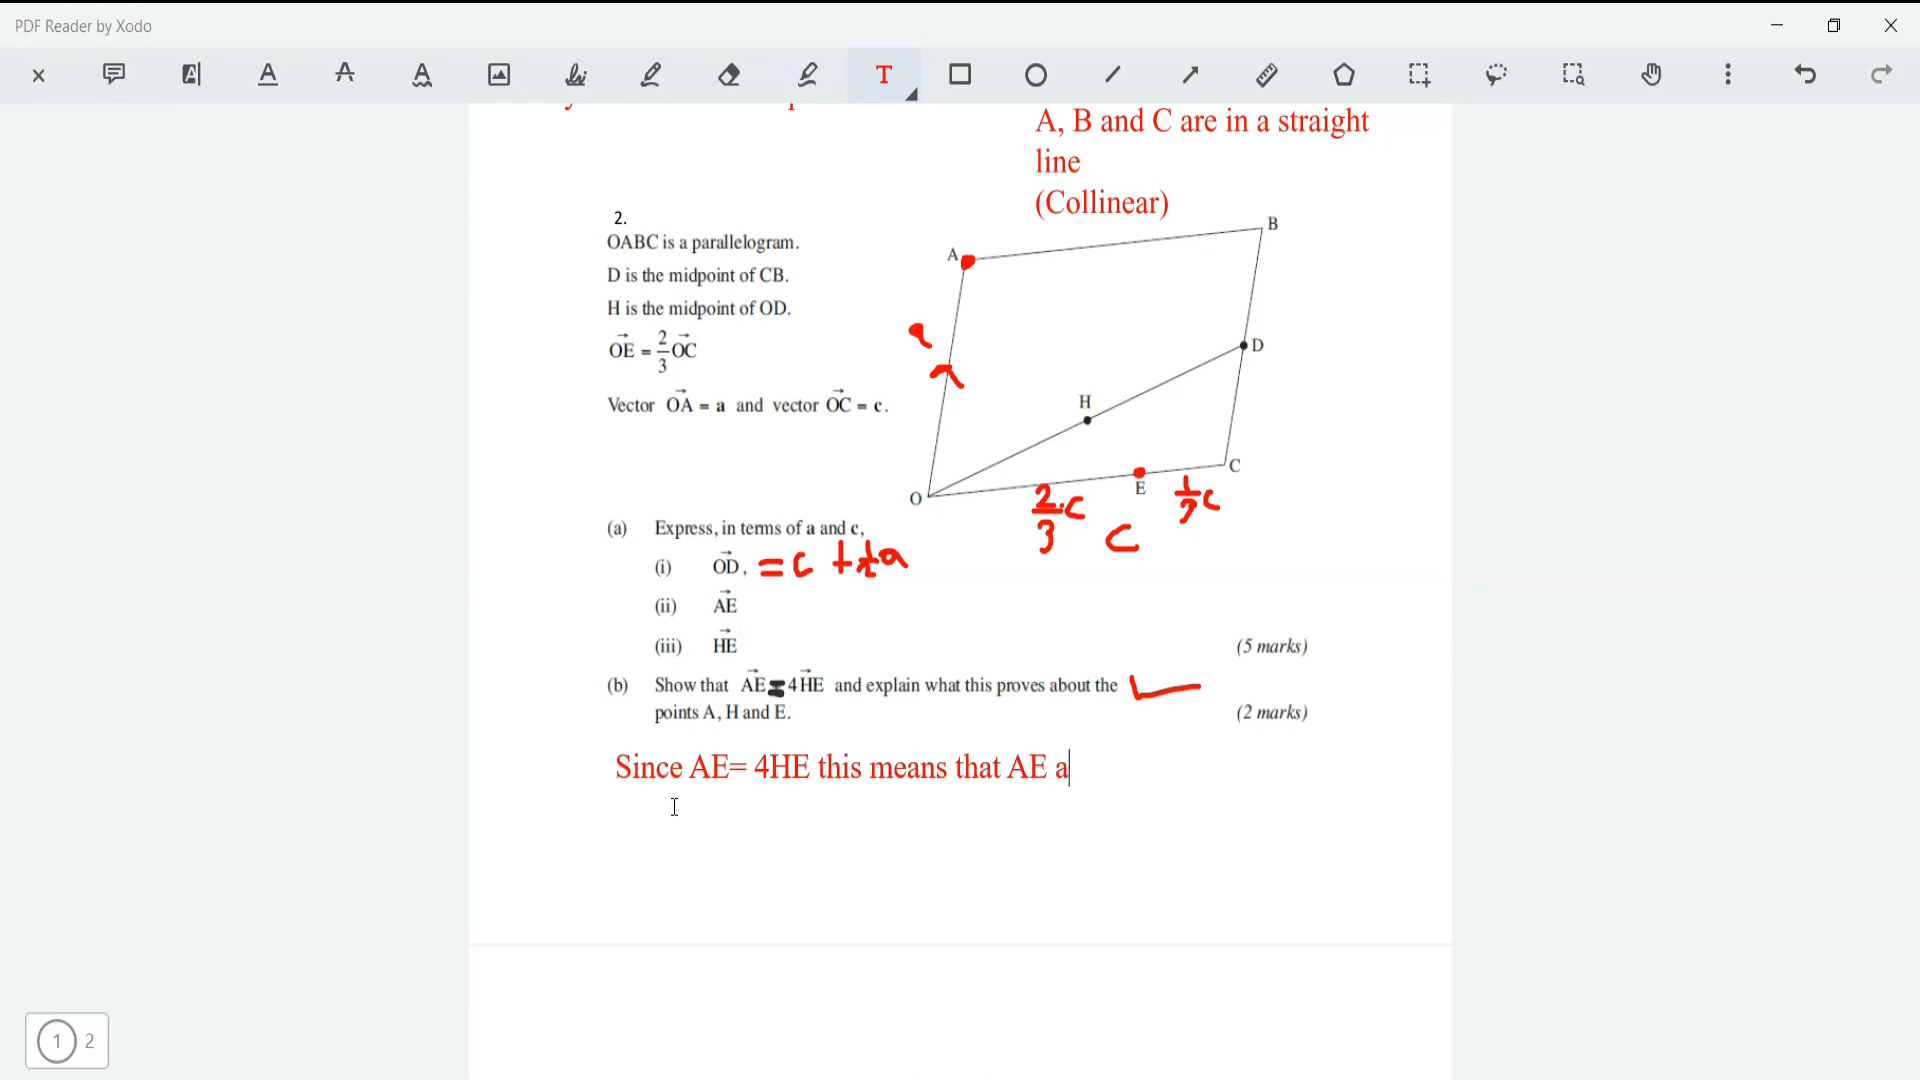 PDF Reader by Xodo
A, B and C are in a straight
line
(Collinear)
2.
OABC is a parallelogram.
D is the midpoint of CB.
H is the midpoint of OD.
OE = 2/3 OC
Vector OA = a and vector OC = c.
A
B
a
D
H
C
O
E
2/3 c
1/3 c
c
(a) Express, in terms of a and c,
(i) OD, = c + 1/2 a
(ii) AE
(iii) HE (5 marks)
(b) Show that AE = 4HE and explain what this proves about the
points A, H and E. (2 marks)
Since AE= 4HE this means that AE a
1 2